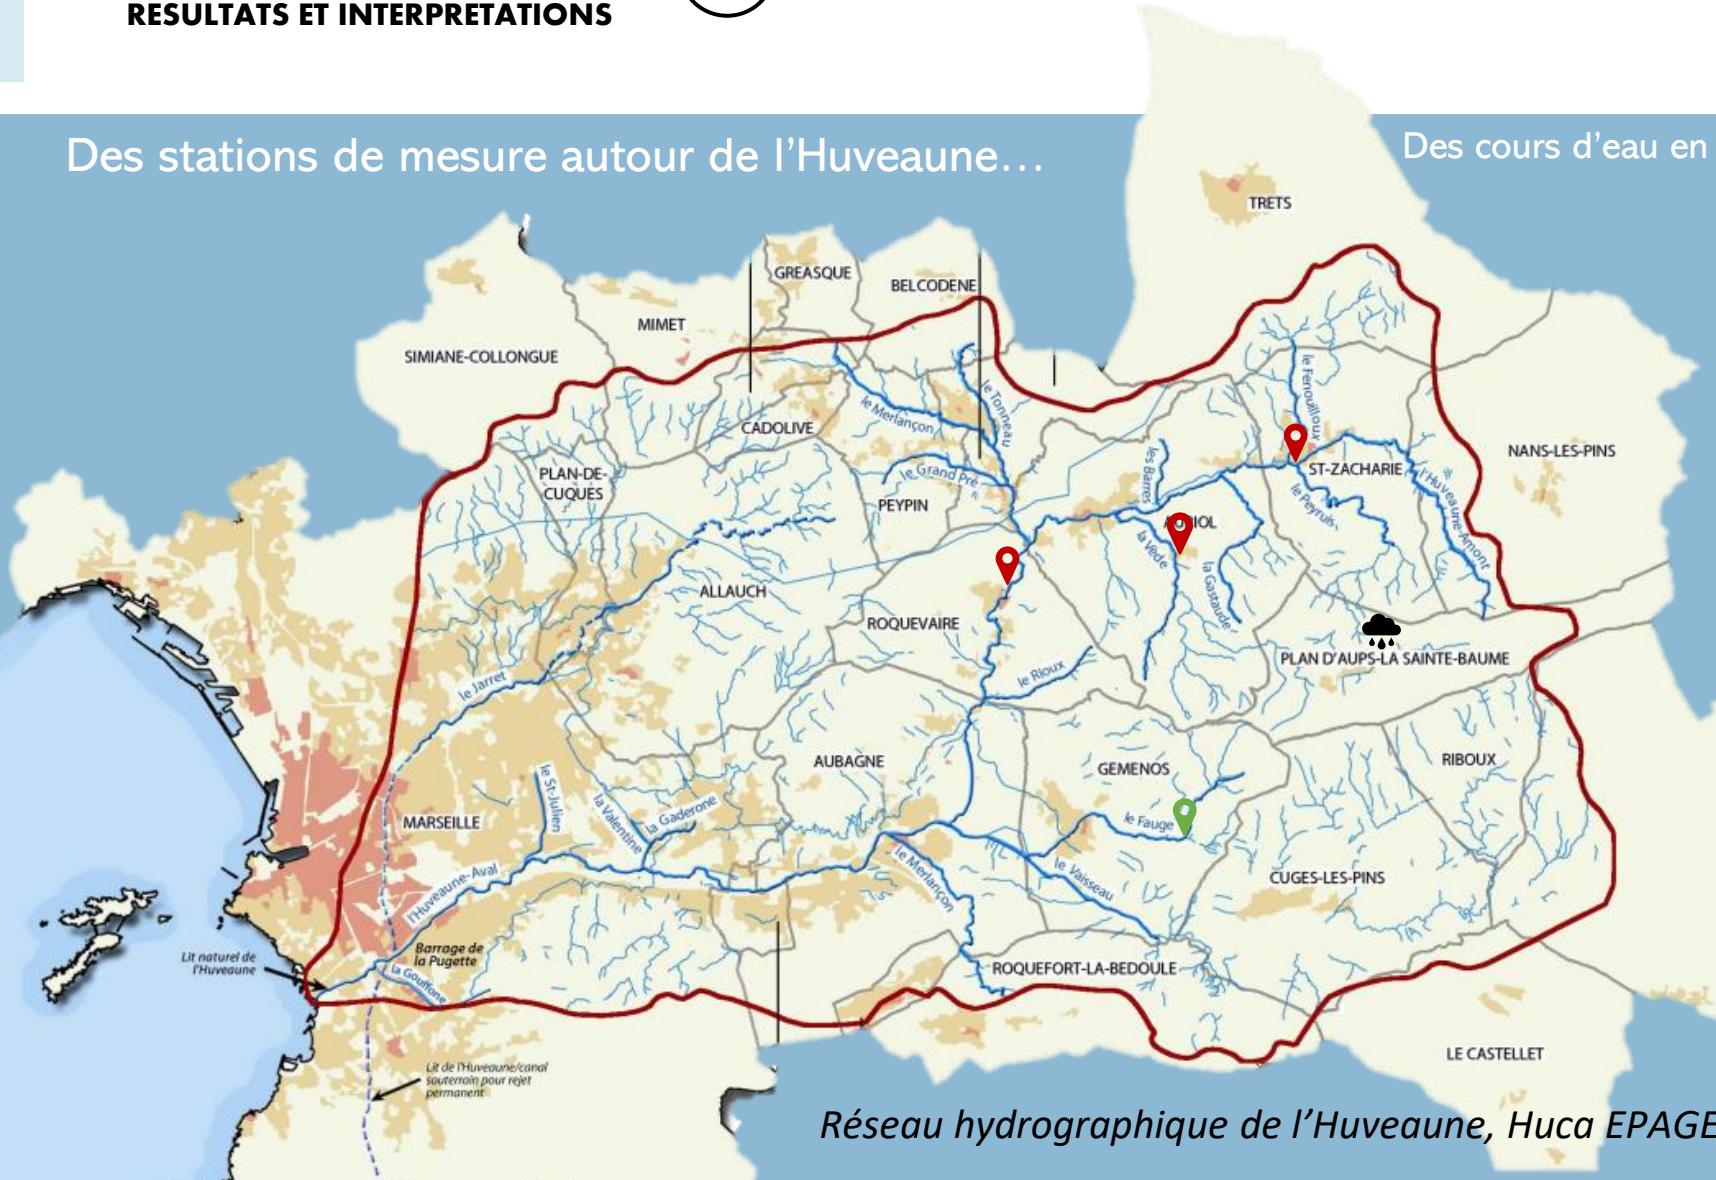 RESULTATS ET INTERPRETATIONS
Des stations de mesure autour de l'Huveaune…
Des cours d'eau en
TRETS
GREASQUE
BELCODENE
MIMET
SIMIANE-COLLONGUE
le Fenouilloux
le Tonneau
le Merlançon
CADOLIVE
NANS-LES-PINS
ST-ZACHARIE
PLAN-DE-
CUQUES
le Grand Pré
les Barres
l'Huveaune-Amont
PEYPIN
le Peyruis
AURIOL
la Vède
ALLAUCH
la Gastaude
ROQUEVAIRE
PLAN D'AUPS-LA SAINTE-BAUME
le Rioux
le Jarret
AUBAGNE
GEMENOS
RIBOUX
le St-Julien
la Valentine
la Gaderone
MARSEILLE
le Fauge
l'Huveaune-Aval
le Merlançon
le Vaisseau
CUGES-LES-PINS
Barrage de
la Pugette
Lit naturel de
l'Huveaune
la Gouffone
ROQUEFORT-LA-BEDOULE
LE CASTELLET
Lit de l'Huveaune/canal
souterrain pour rejet
permanent
Réseau hydrographique de l'Huveaune, Huca EPAGE